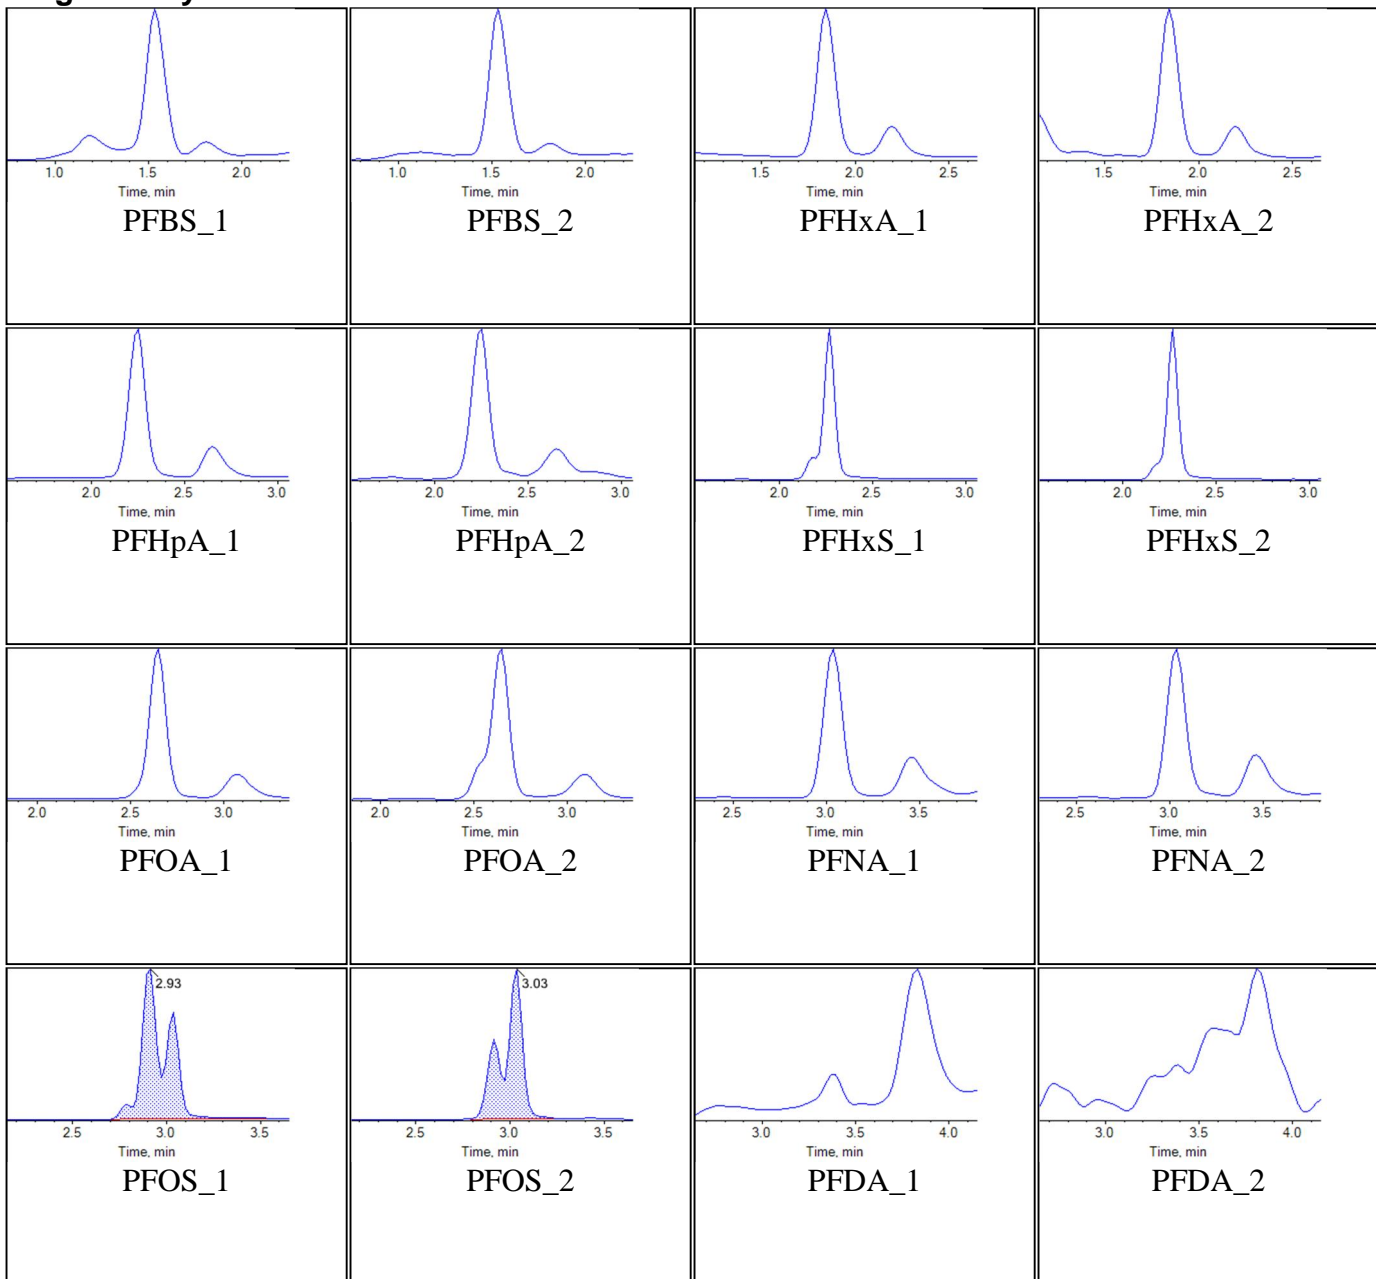 1.0 1.5 2.0
Time, min
PFBS_1
1.0 1.5 2.0
Time, min
PFBS_2
1.5 2.0 2.5
Time, min
PFHxA_1
1.5 2.0 2.5
Time, min
PFHxA_2
2.0 2.5 3.0
Time, min
PFHpA_1
2.0 2.5 3.0
Time, min
PFHpA_2
2.0 2.5 3.0
Time, min
PFHxS_1
2.0 2.5 3.0
Time, min
PFHxS_2
2.0 2.5 3.0
Time, min
PFOA_1
2.0 2.5 3.0
Time, min
PFOA_2
2.5 3.0 3.5
Time, min
PFNA_1
2.5 3.0 3.5
Time, min
PFNA_2
2.93
2.5 3.0 3.5
Time, min
PFOS_1
3.03
2.5 3.0 3.5
Time, min
PFOS_2
3.0 3.5 4.0
Time, min
PFDA_1
3.0 3.5 4.0
Time, min
PFDA_2